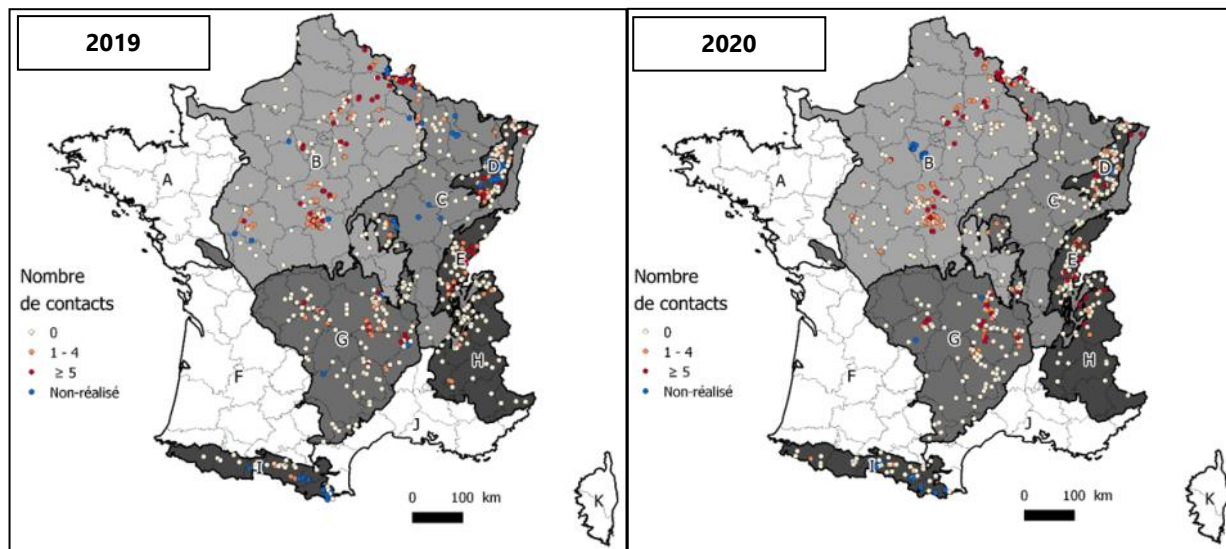 2019
A
B
C
D
E
F
G
H
I
J
K
Nombre
de contacts
0
1 - 4
≥ 5
Non-réalisé
0 100 km
2020
A
B
C
D
E
F
G
H
I
J
K
Nombre
de contacts
0
1 - 4
≥ 5
Non-réalisé
0 100 km